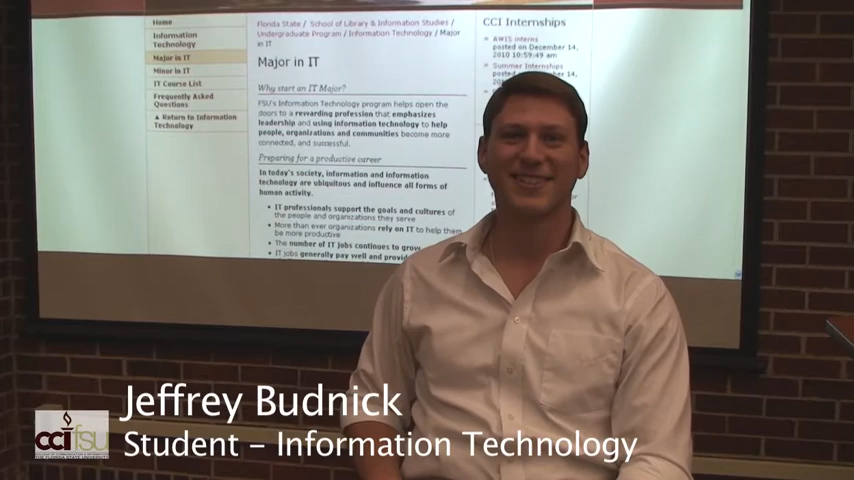 Home
Information
Technology
Major in IT
Minor in IT
IT Course List
Frequently Asked
Questions
▲ Return to Information
Technology
Florida State / School of Library & Information Studies /
Undergraduate Program / Information Technology / Major
in IT
Major in IT
Why start an IT Major?
FSU's Information Technology program helps open the
doors to a rewarding profession that emphasizes
leadership and using information technology to help
people, organizations and communities become more
connected, and successful.
Preparing for a productive career
In today's society, information and information
technology are ubiquitous and influence all forms of
human activity.
• IT professionals support the goals and cultures of
the people and organizations they serve
• More than ever organizations rely on IT to help them
be more productive
• The number of IT jobs continues to grow
• IT jobs generally pay well and provid
CCI Internships
» AWIS interns
posted on December 14,
2010 10:59:49 am
» Summer Internships
posted 14,
Jeffrey Budnick
Student – Information Technology
cci fsu
THE FLORIDA STATE UNIVERSITY